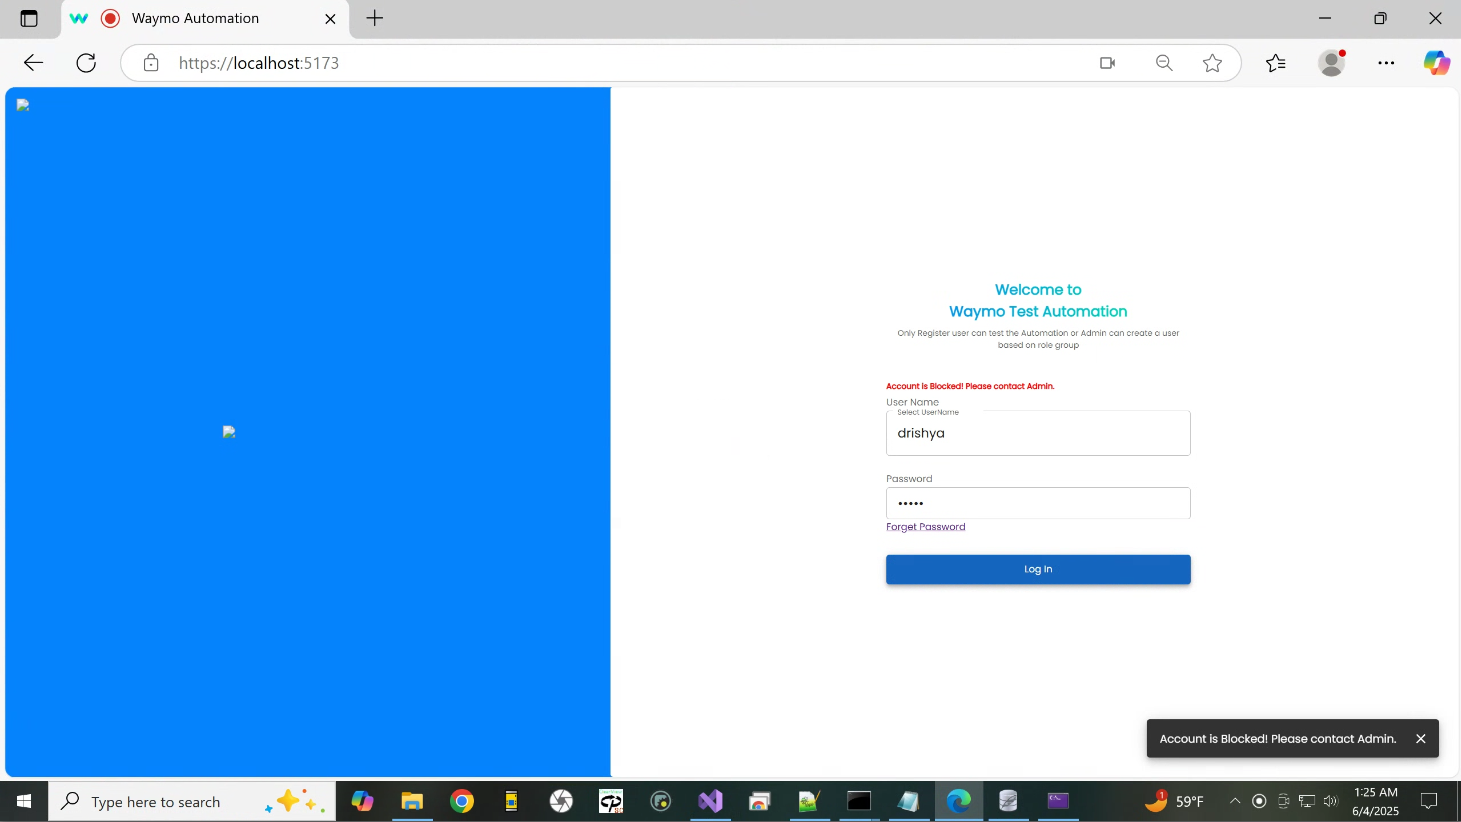 Waymo Automation
https://localhost:5173
Welcome to
Waymo Test Automation
Only Register user can test the Automation or Admin can create a user
based on role group
Account is Blocked! Please contact Admin.
User Name
Select UserName
drishya
Password
•••••
Forget Password
Log In
Account is Blocked! Please contact Admin.
Type here to search
1
59°F
1:25 AM
6/4/2025